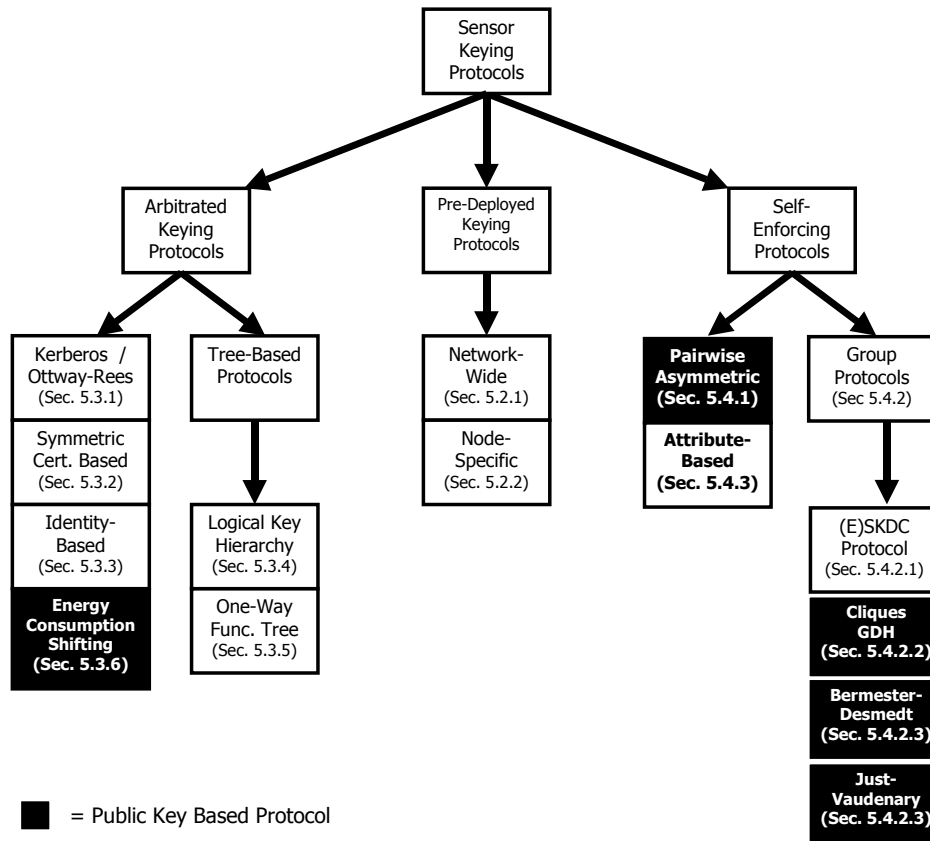 Sensor
Keying
Protocols
Arbitrated
Keying
Protocols
Pre-Deployed
Keying
Protocols
Self-
Enforcing
Protocols
Kerberos /
Ottway-Rees
(Sec. 5.3.1)
Symmetric
Cert. Based
(Sec. 5.3.2)
Identity-
Based
(Sec. 5.3.3)
Energy
Consumption
Shifting
(Sec. 5.3.6)
Tree-Based
Protocols
Logical Key
Hierarchy
(Sec. 5.3.4)
One-Way
Func. Tree
(Sec. 5.3.5)
Network-
Wide
(Sec. 5.2.1)
Node-
Specific
(Sec. 5.2.2)
Pairwise
Asymmetric
(Sec. 5.4.1)
Attribute-
Based
(Sec. 5.4.3)
Group
Protocols
(Sec 5.4.2)
(E)SKDC
Protocol
(Sec. 5.4.2.1)
Cliques
GDH
(Sec. 5.4.2.2)
Bermester-
Desmedt
(Sec. 5.4.2.3)
Just-
Vaudenary
(Sec. 5.4.2.3)
= Public Key Based Protocol